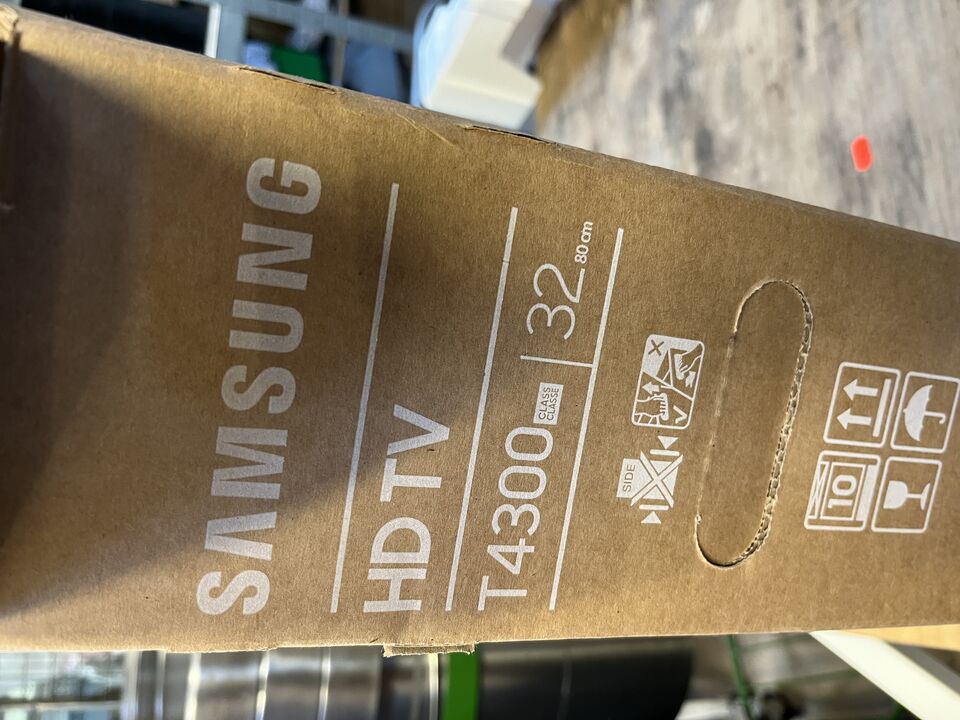 SAMSUNG
HD TV
T4300 CLASS CLASSE 32 80 cm
SIDE
10